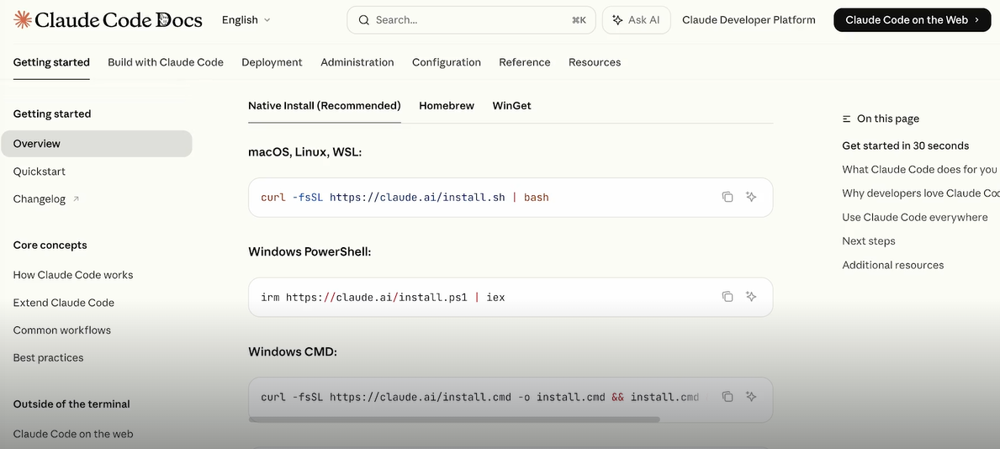 Claude Code Docs
English
Search...
⌘K
Ask AI
Claude Developer Platform
Claude Code on the Web
Getting started
Build with Claude Code
Deployment
Administration
Configuration
Reference
Resources
Getting started
Overview
Quickstart
Changelog
Core concepts
How Claude Code works
Extend Claude Code
Common workflows
Best practices
Outside of the terminal
Claude Code on the web
Native Install (Recommended)
Homebrew
WinGet
macOS, Linux, WSL:
curl -fsSL https://claude.ai/install.sh | bash
Windows PowerShell:
irm https://claude.ai/install.ps1 | iex
Windows CMD:
curl -fsSL https://claude.ai/install.cmd -o install.cmd && install.cmd
On this page
Get started in 30 seconds
What Claude Code does for you
Why developers love Claude Coc
Use Claude Code everywhere
Next steps
Additional resources